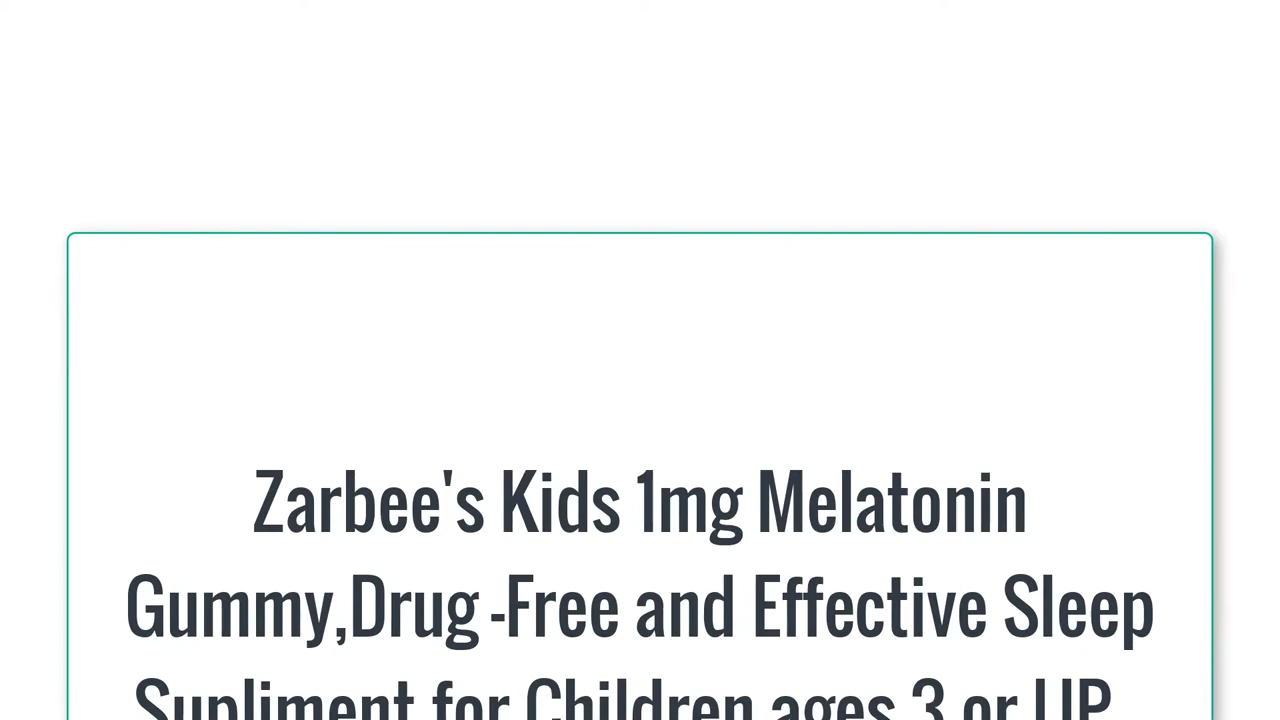 Zarbee's Kids 1mg Melatonin
Gummy,Drug -Free and Effective Sleep
Supliment for Children ages 3 or UP